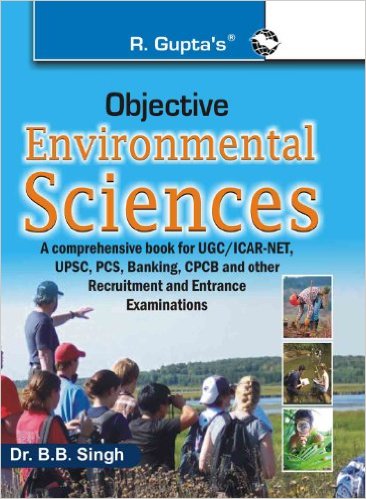 R. Gupta's®
Objective
Environmental
Sciences
A comprehensive book for UGC/ICAR-NET,
UPSC, PCS, Banking, CPCB and other
Recruitment and Entrance
Examinations
Dr. B.B. Singh